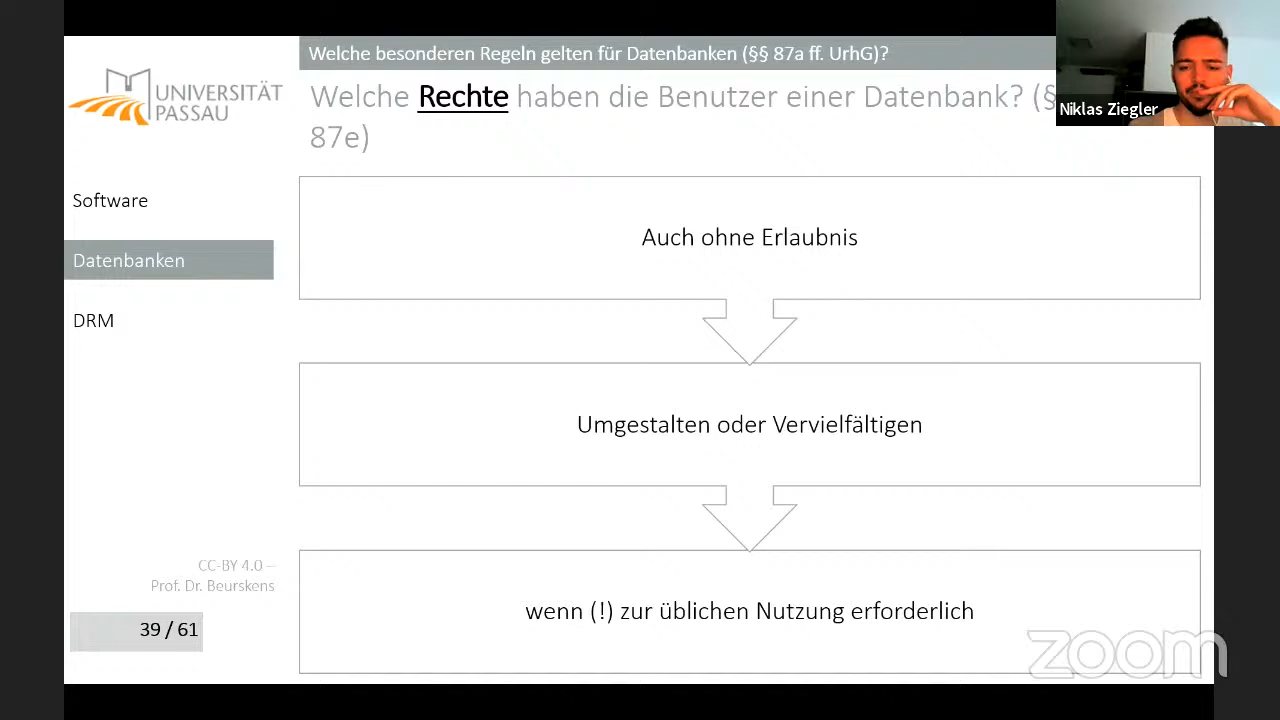 Welche besonderen Regeln gelten für Datenbanken (§§ 87a ff. UrhG)?
UNIVERSITÄT
PASSAU
Welche Rechte haben die Benutzer einer Datenbank? (§
87e)
Niklas Ziegler
Software
Datenbanken
DRM
Auch ohne Erlaubnis
Umgestalten oder Vervielfältigen
wenn (!) zur üblichen Nutzung erforderlich
CC-BY 4.0 –
Prof. Dr. Beurskens
39 / 61
zoom